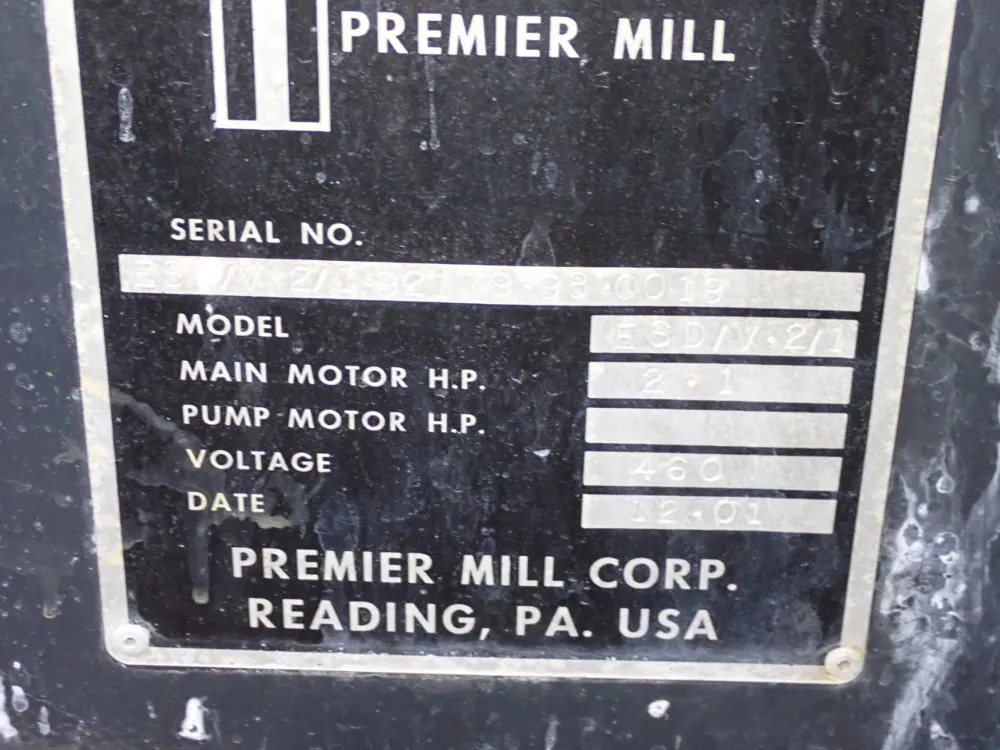 PREMIER MILL
SERIAL NO.
ESD/V·2/1·92179·98·0019
MODEL ESD/V·2/1
MAIN MOTOR H.P. 2·1
PUMP MOTOR H.P.
VOLTAGE 460
DATE 12·01
PREMIER MILL CORP.
READING, PA. USA